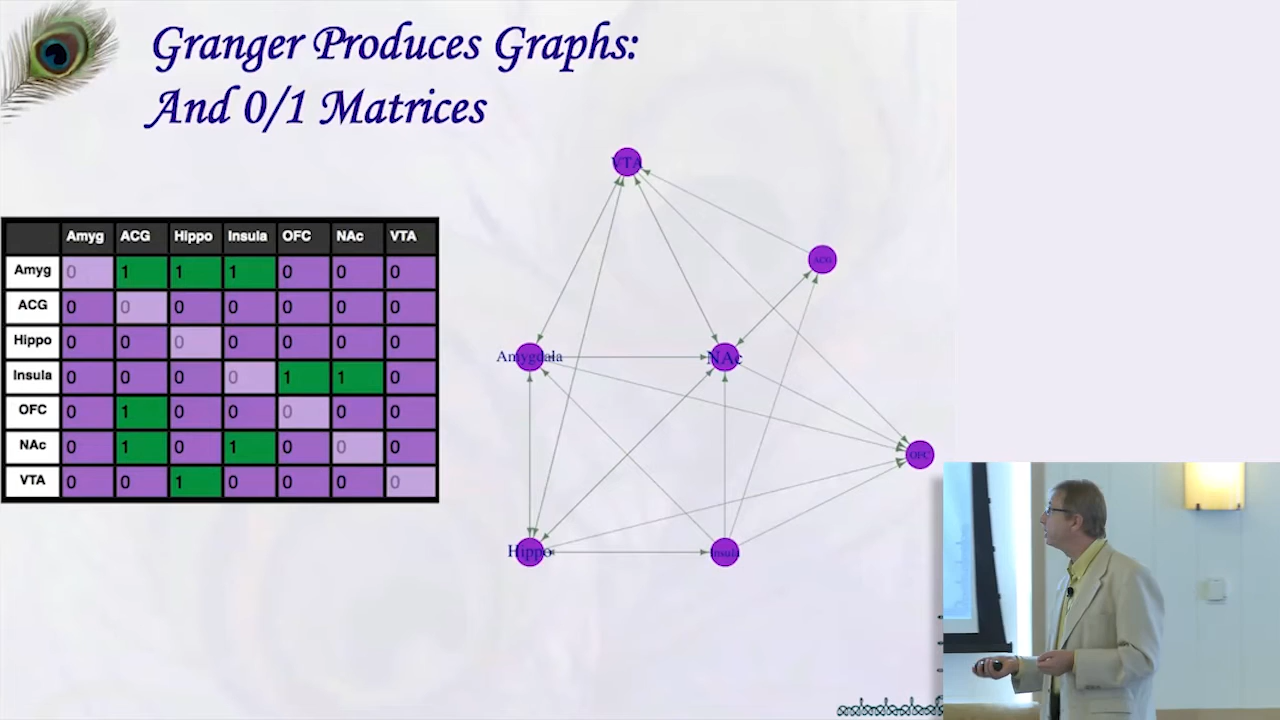 Granger Produces Graphs:
And 0/1 Matrices
Amyg ACG Hippo Insula OFC NAc VTA
Amyg 0 1 1 1 0 0 0
ACG 0 0 0 0 0 0 0
Hippo 0 0 0 0 0 0 0
Insula 0 0 0 0 1 1 0
OFC 0 1 0 0 0 0 0
NAc 0 1 0 1 0 0 0
VTA 0 0 1 0 0 0 0
VTA
ACG
Amygdala
NAc
OFC
Hippo
Insula